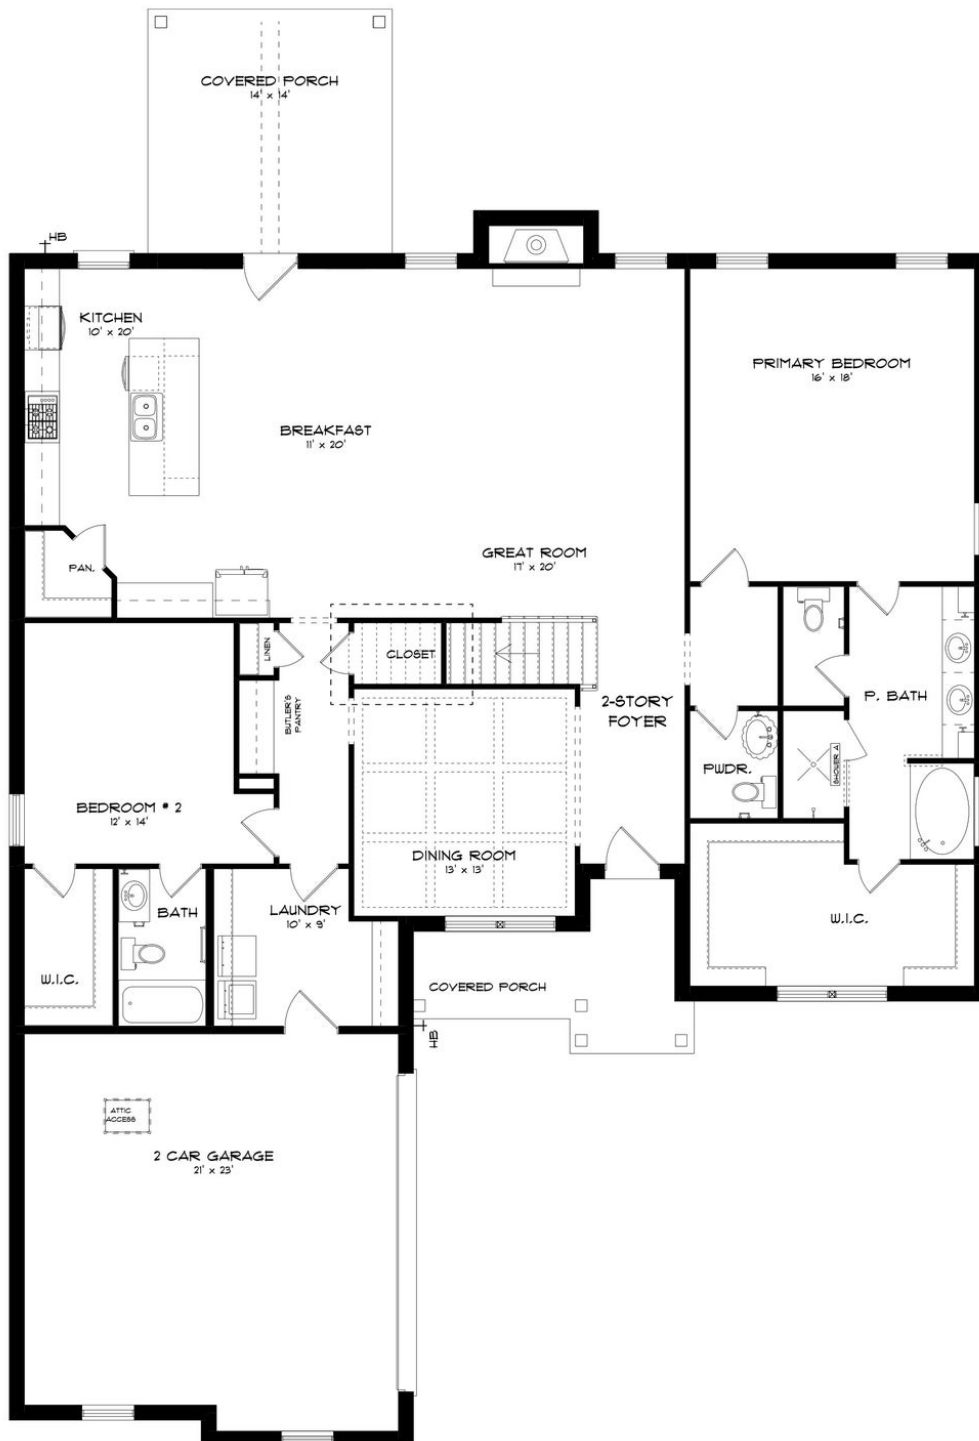 COVERED PORCH
14' x 14'
HB
KITCHEN
10' x 20'
PRIMARY BEDROOM
16' x 18'
BREAKFAST
11' x 20'
GREAT ROOM
17' x 20'
PAN.
LINEN
CLOSET
BUTLER'S
PANTRY
2-STORY
FOYER
P. BATH
SHOWER A
PWDR.
BEDROOM # 2
12' x 14'
DINING ROOM
13' x 13'
BATH
LAUNDRY
10' x 9'
W.I.C.
W.I.C.
COVERED PORCH
HB
ATTIC
ACCESS
2 CAR GARAGE
21' x 23'